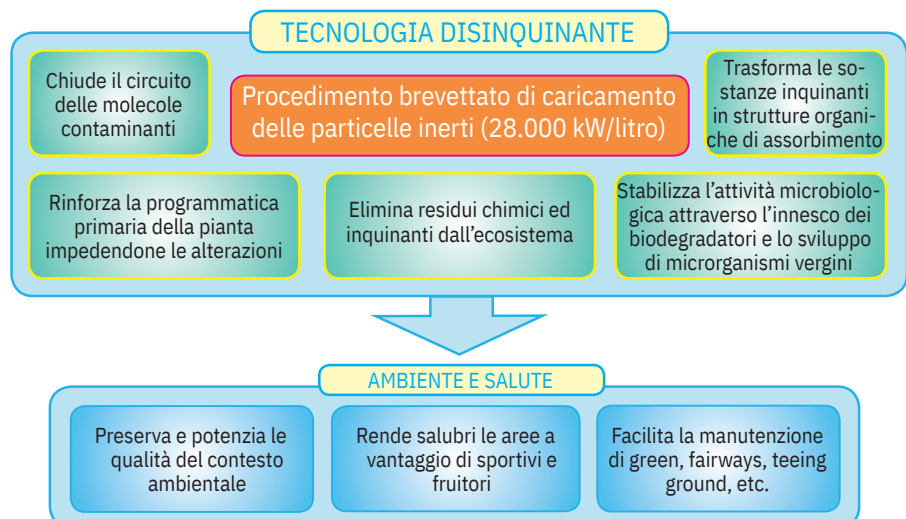 TECNOLOGIA DISINQUINANTE
Chiude il circuito
delle molecole
contaminanti
Procedimento brevettato di caricamento
delle particelle inerti (28.000 kW/litro)
Trasforma le so-
stanze inquinanti
in strutture organi-
che di assorbimento
Rinforza la programmatica
primaria della pianta
impedendone le alterazioni
Elimina residui chimici ed
inquinanti dall'ecosistema
Stabilizza l'attività microbiolo-
gica attraverso l'innesco dei
biodegradatori e lo sviluppo
di microrganismi vergini
AMBIENTE E SALUTE
Preserva e potenzia le
qualità del contesto
ambientale
Rende salubri le aree a
vantaggio di sportivi e
fruitori
Facilita la manutenzione
di green, fairways, teeing
ground, etc.